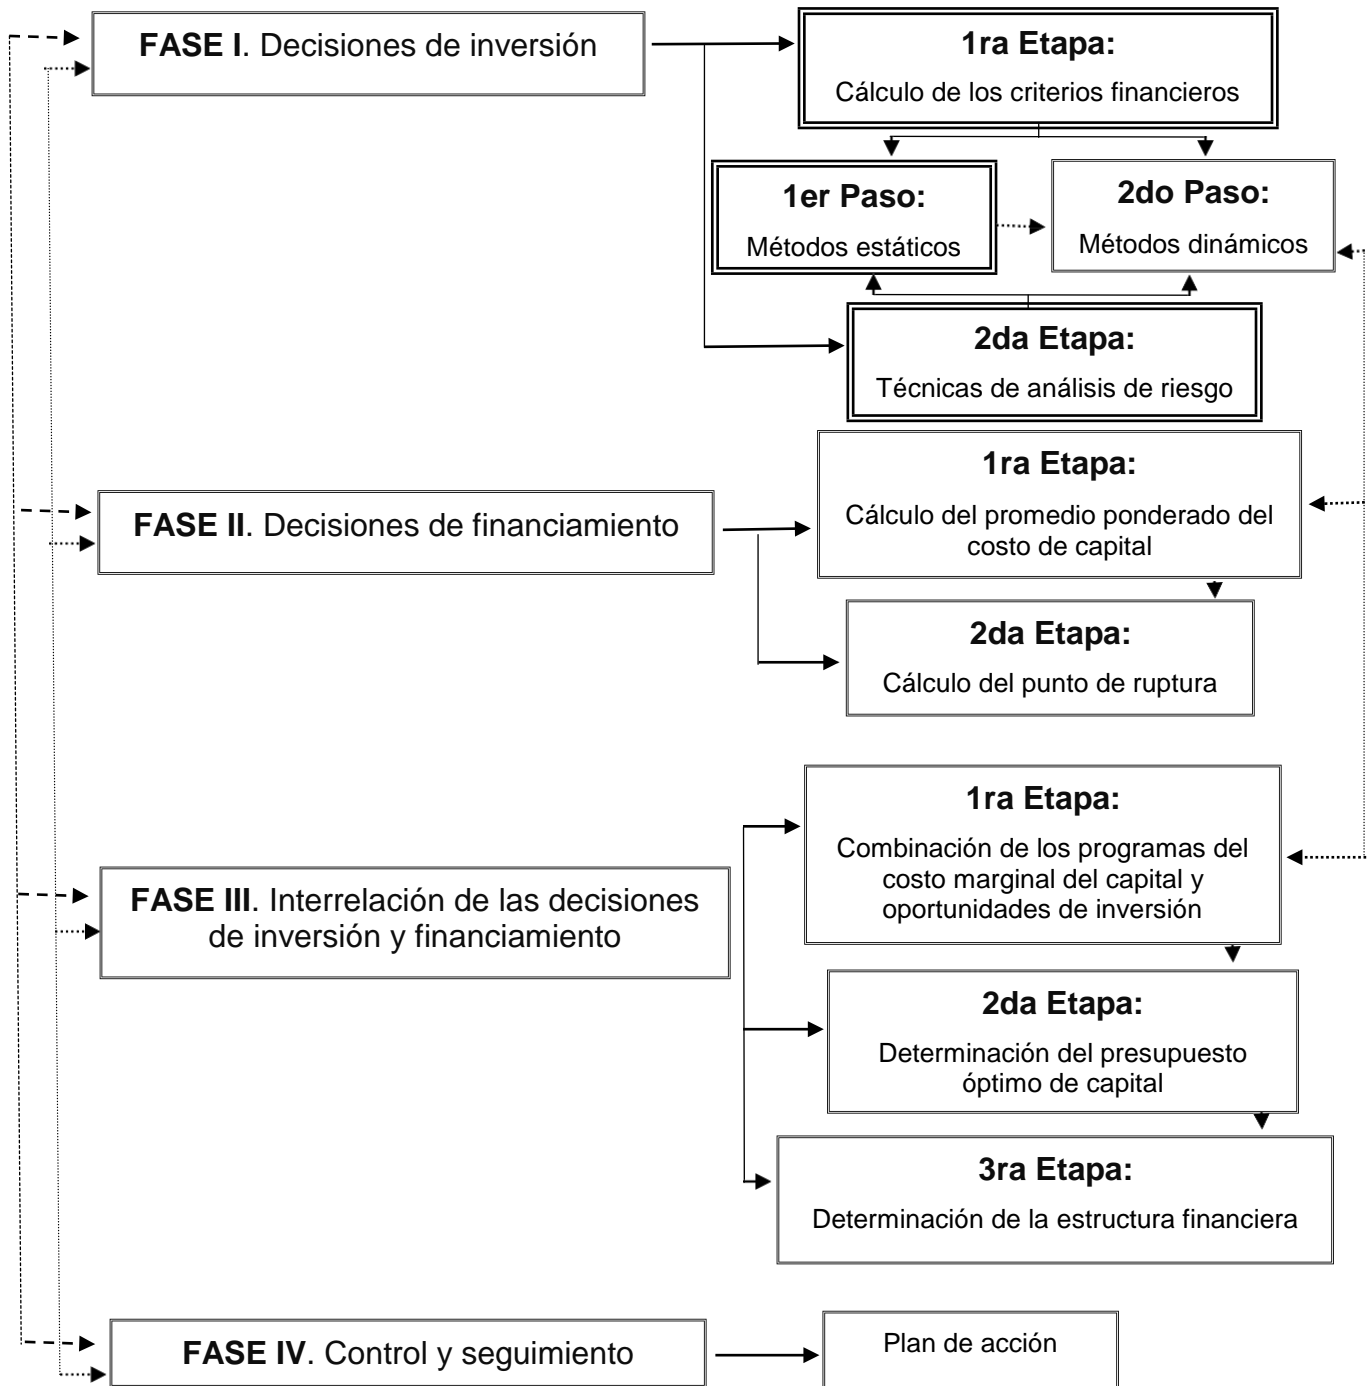 FASE I. Decisiones de inversión
1ra Etapa:
Cálculo de los criterios financieros
1er Paso:
Métodos estáticos
2do Paso:
Métodos dinámicos
2da Etapa:
Técnicas de análisis de riesgo
FASE II. Decisiones de financiamiento
1ra Etapa:
Cálculo del promedio ponderado del
costo de capital
2da Etapa:
Cálculo del punto de ruptura
FASE III. Interrelación de las decisiones
de inversión y financiamiento
1ra Etapa:
Combinación de los programas del
costo marginal del capital y
oportunidades de inversión
2da Etapa:
Determinación del presupuesto
óptimo de capital
3ra Etapa:
Determinación de la estructura financiera
FASE IV. Control y seguimiento
Plan de acción